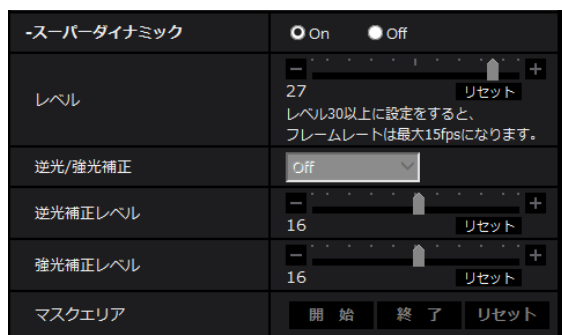 -スーパーダイナミック
On Off
レベル
27 リセット
レベル30以上に設定をすると、
フレームレートは最大15fpsになります。
逆光/強光補正
Off
逆光補正レベル
16 リセット
強光補正レベル
16 リセット
マスクエリア
開 始 終 了 リセット